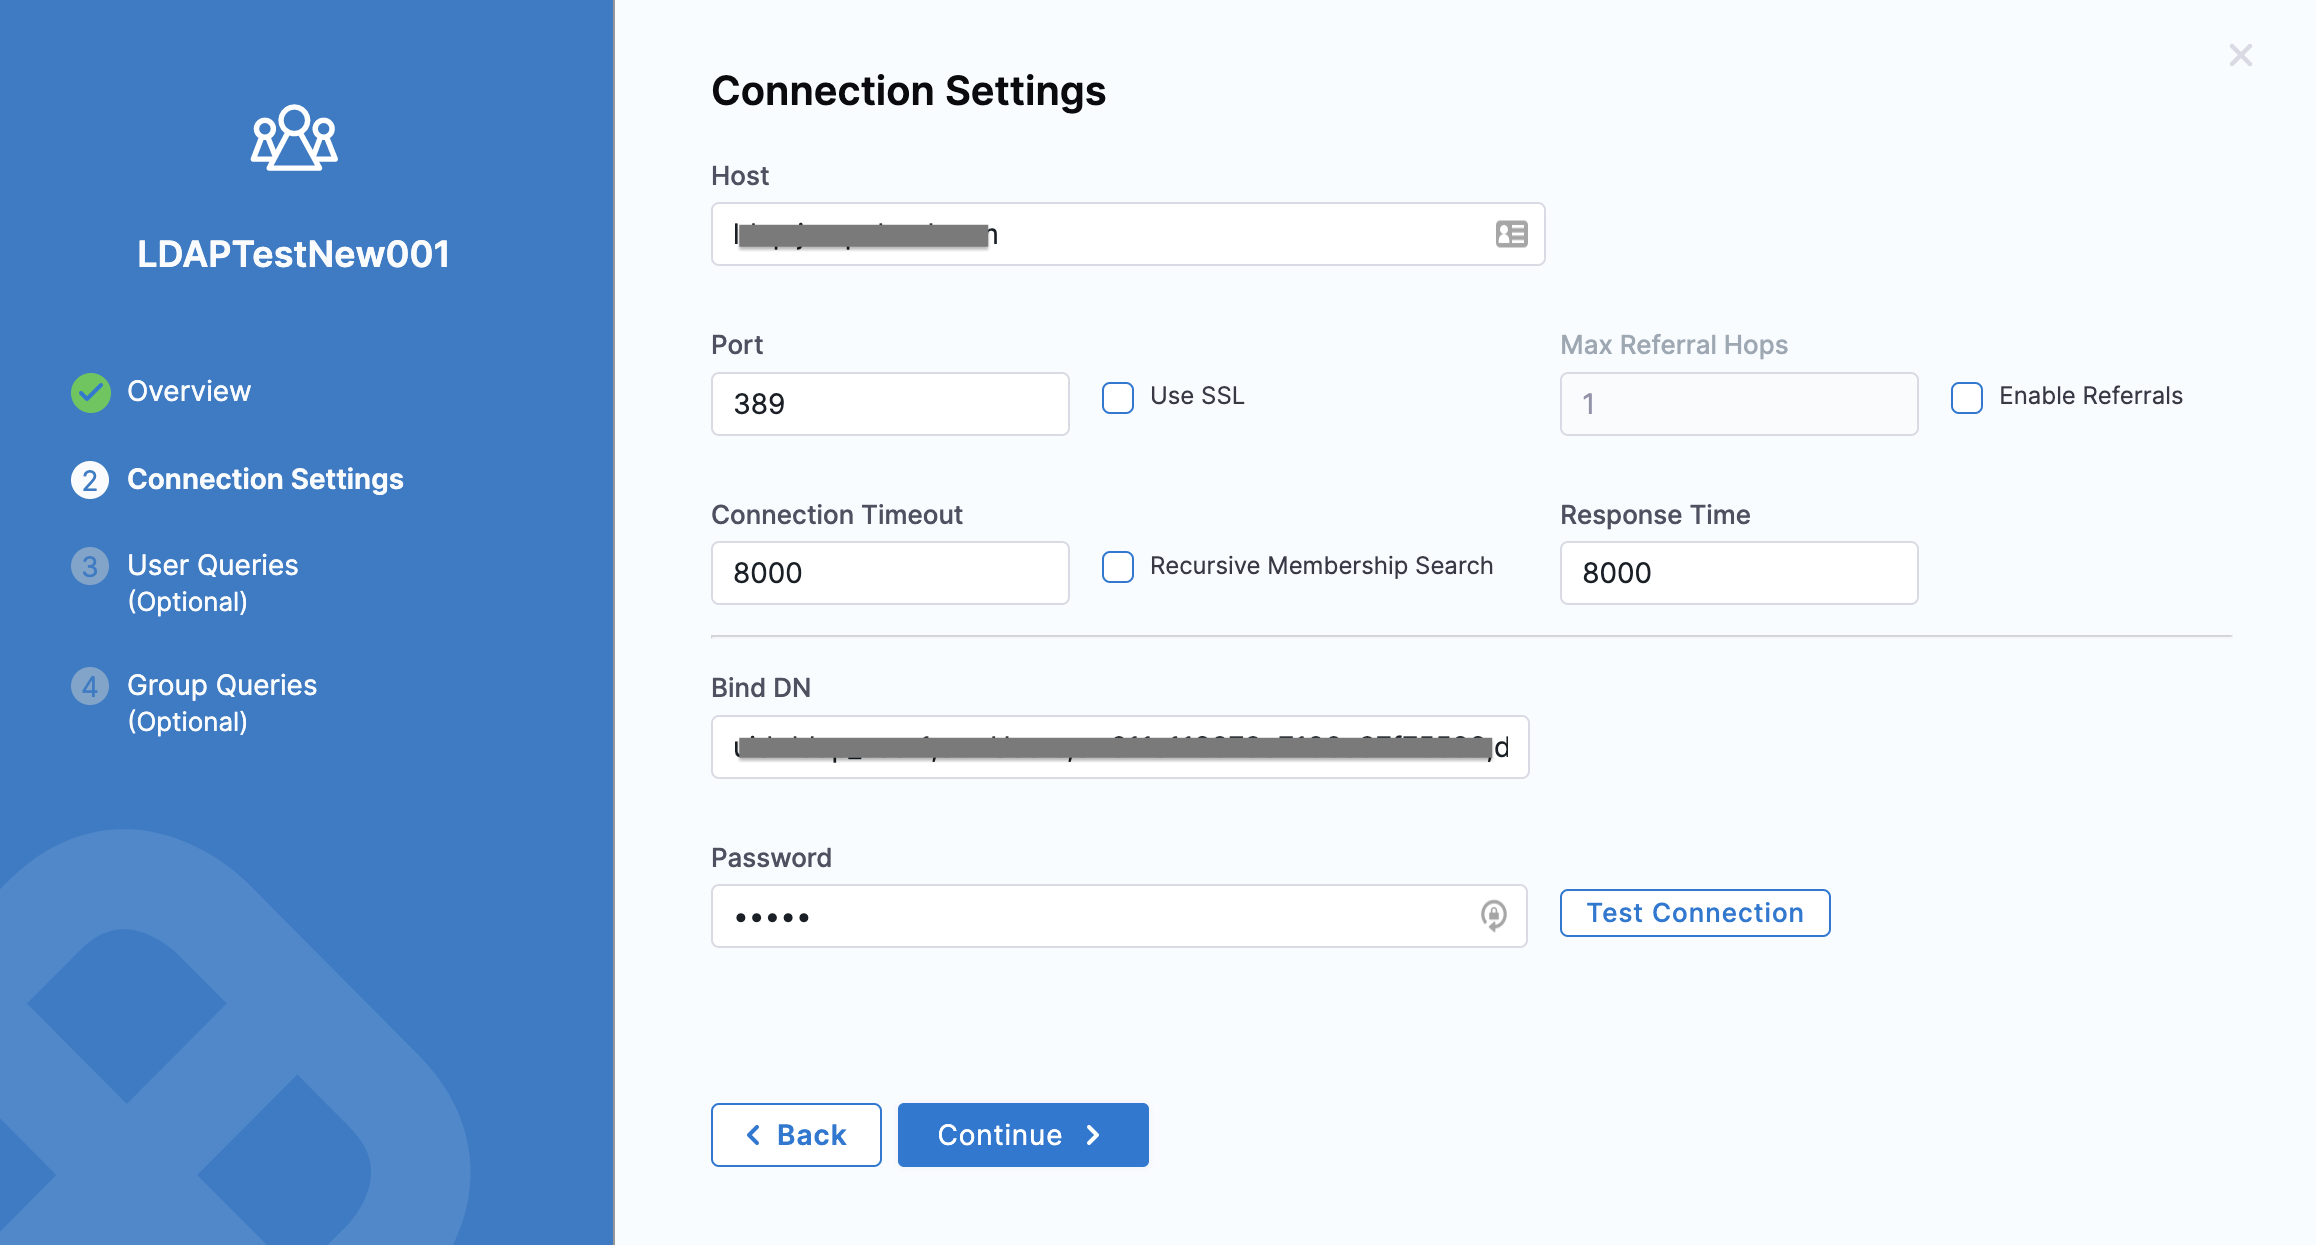 LDAPTestNew001
Overview
2 Connection Settings
3 User Queries
(Optional)
4 Group Queries
(Optional)
Connection Settings
Host
Port
389
Use SSL
Max Referral Hops
1
Enable Referrals
Connection Timeout
8000
Recursive Membership Search
Response Time
8000
Bind DN
Password
•••••
Test Connection
Back
Continue